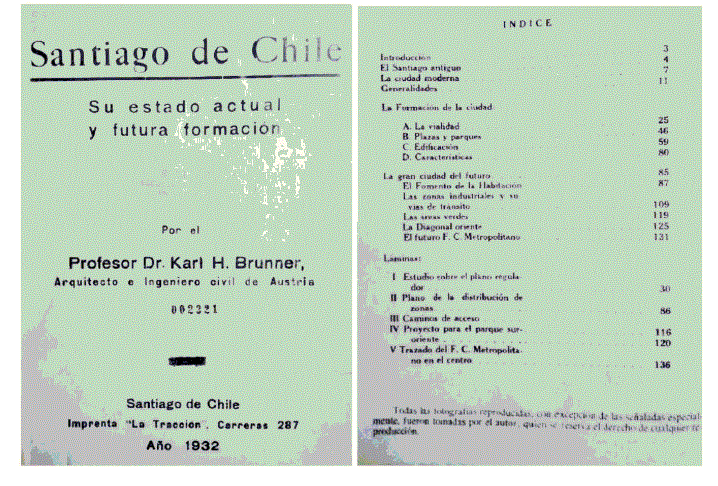 Santiago de Chile
Su estado actual
y futura formación
Por el
Profesor Dr. Karl H. Brunner,
Arquitecto e Ingeniero civil de Austria
002321
Santiago de Chile
Imprenta "La Traccion", Carreras 287
Año 1932
INDICE
Introducción 3
El Santiago antiguo 4
La ciudad moderna 7
Generalidades 11
La Formación de la ciudad
A. La vialidad 25
B. Plazas y parques 46
C. Edificación 59
D. Características 80
La gran ciudad del futuro 85
El Fomento de la Habitación 87
Las zonas industriales y su
vías de tránsito 109
Las areas verdes 119
La Diagonal oriente 125
El futuro F. C. Metropolitano 131
Láminas:
I Estudio sobre el plano regula-
dor 30
II Plano de la distribución de
zonas 86
III Caminos de acceso
IV Proyecto para el parque sur-
oriente 116
V Trazado del F. C. Metropolita- 120
no en el centro 136
Todas las fotografías reproducidas, con excepción de las señaladas especial-
mente, fueron tomadas por el autor, quien se reserva el derecho de cualquier re-
producción.